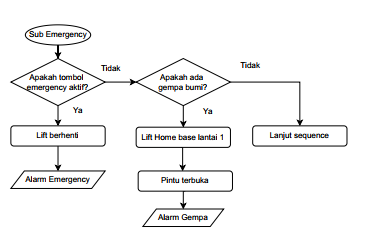 Sub Emergency
Apakah tombol
emergency aktif?
Tidak
Apakah ada
gempa bumi?
Tidak
Ya
Ya
Lift berhenti
Lift Home base lantai 1
Lanjut sequence
Alarm Emergency
Pintu terbuka
Alarm Gempa